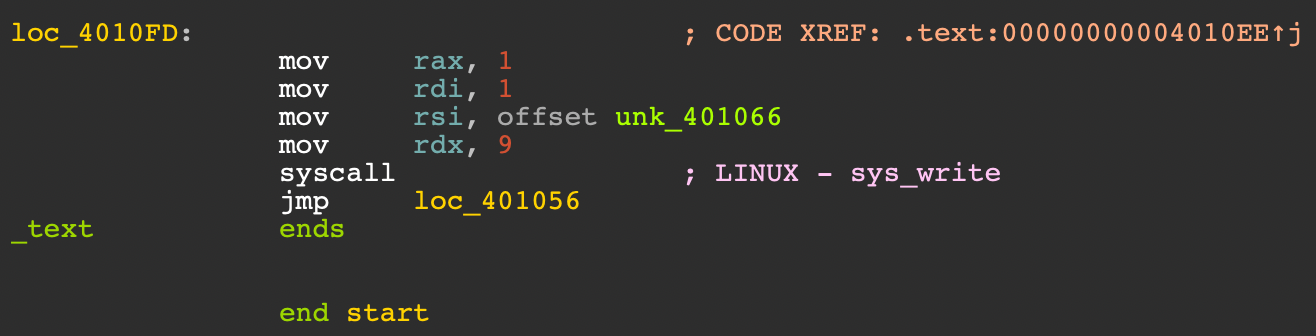 loc_4010FD: ; CODE XREF: .text:00000000004010EE↑j
mov rax, 1
mov rdi, 1
mov rsi, offset unk_401066
mov rdx, 9
syscall ; LINUX - sys_write
jmp loc_401056
_text ends
end start